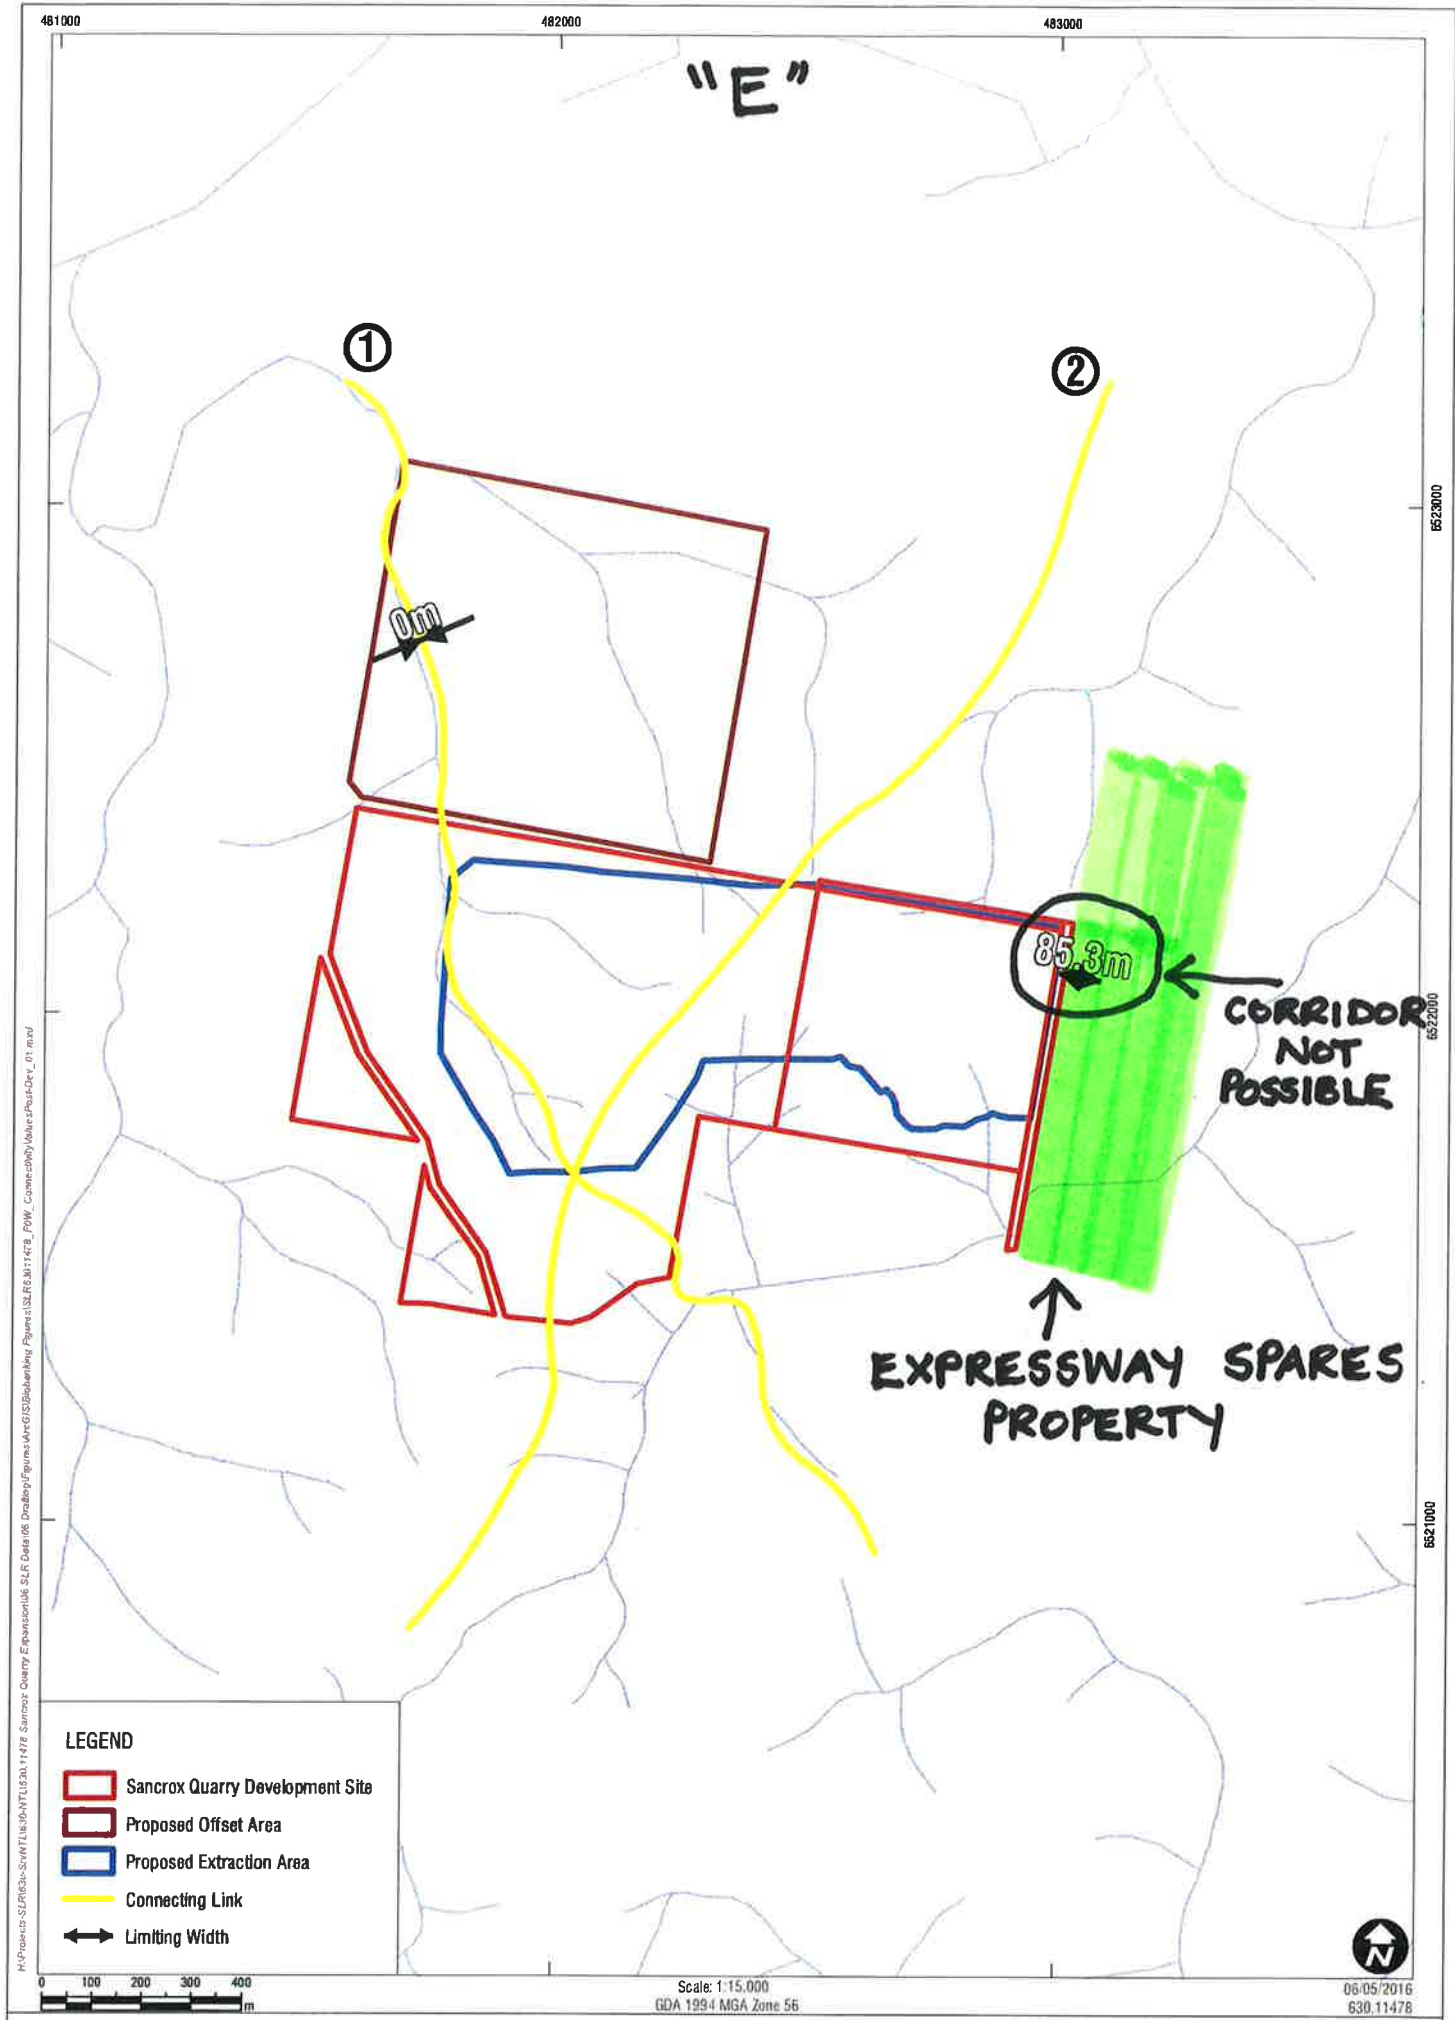 481000 482000 483000
"E"
1
2
6523000
0m
85.3m
CORRIDOR
NOT
POSSIBLE
6522000
EXPRESSWAY SPARES
PROPERTY
6521000
LEGEND
Sancrox Quarry Development Site
Proposed Offset Area
Proposed Extraction Area
Connecting Link
Limiting Width
0 100 200 300 400
m
Scale: 1:15,000
GDA 1994 MGA Zone 56
N
06/05/2016
630.11478